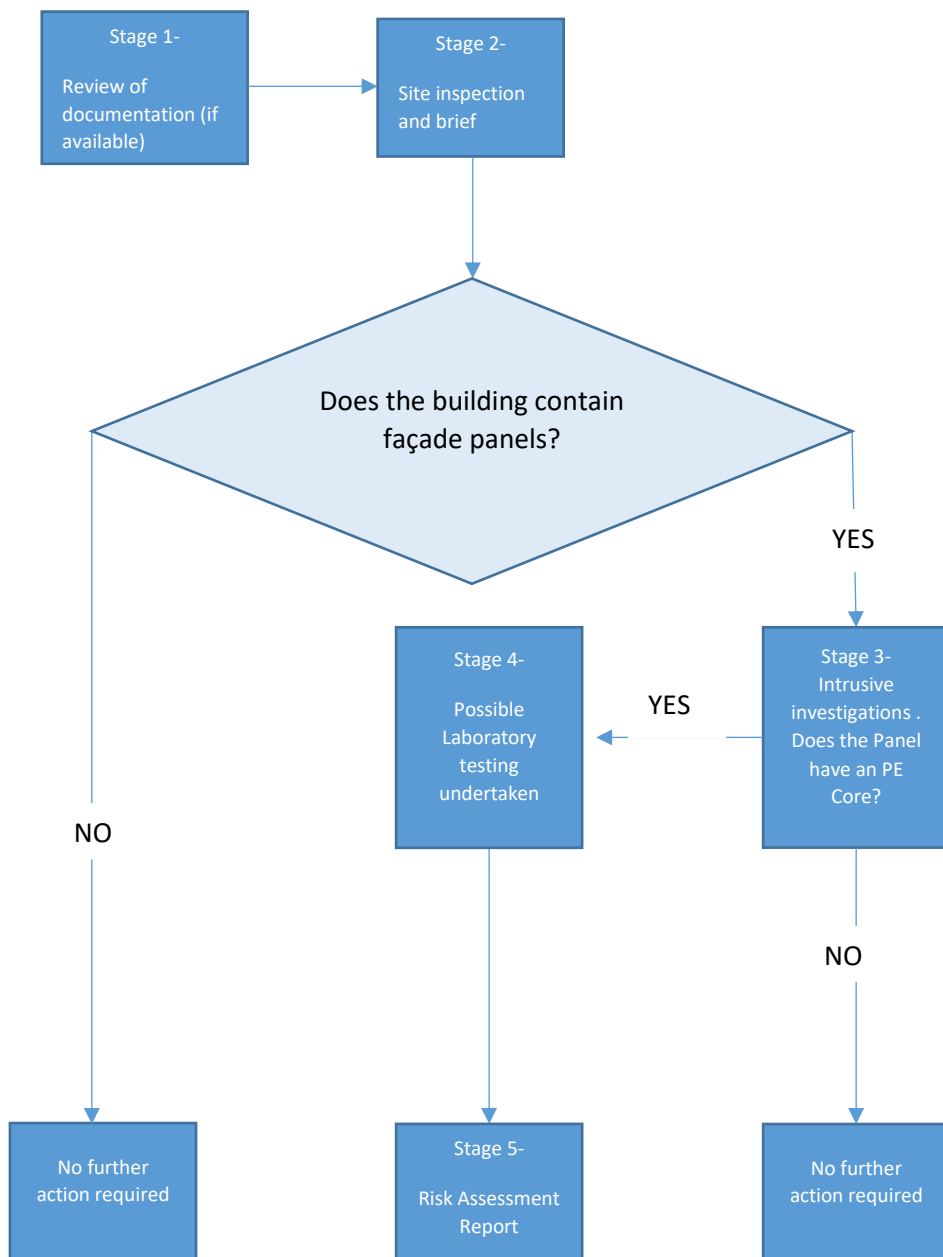 Stage 1-
Review of
documentation (if
available)
Stage 2-
Site inspection
and brief
Does the building contain
façade panels?
YES
Stage 3-
Intrusive
investigations .
Does the Panel
have an PE
Core?
YES
Stage 4-
Possible
Laboratory
testing
undertaken
NO
NO
No further
action required
Stage 5-
Risk Assessment
Report
No further
action required